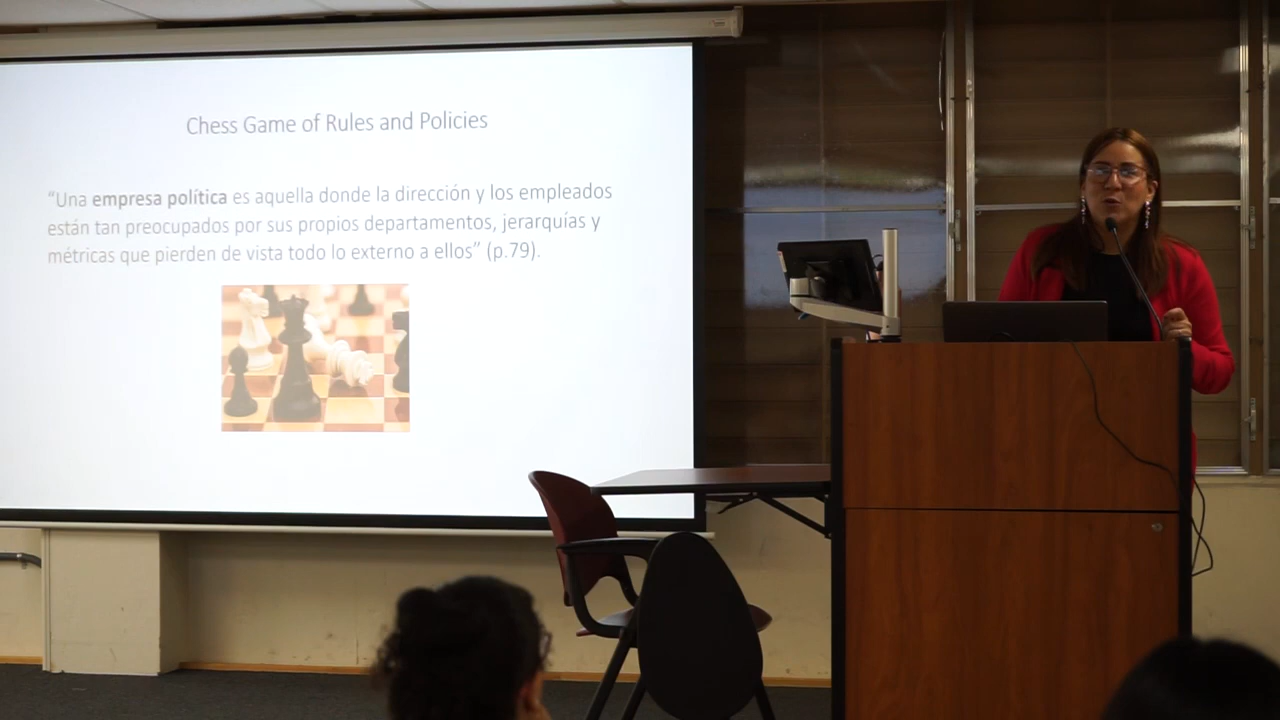 Chess Game of Rules and Policies
“Una empresa política es aquella donde la dirección y los empleados
están tan preocupados por sus propios departamentos, jerarquías y
métricas que pierden de vista todo lo externo a ellos” (p.79).